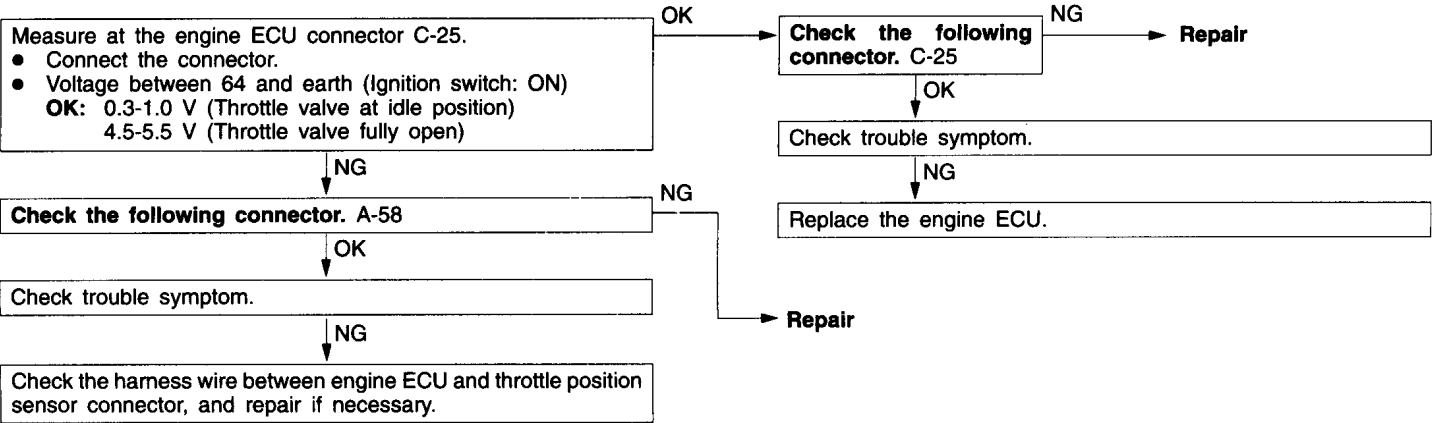 Measure at the engine ECU connector C-25.
● Connect the connector.
● Voltage between 64 and earth (Ignition switch: ON)
OK: 0.3-1.0 V (Throttle valve at idle position)
4.5-5.5 V (Throttle valve fully open)
OK
Check the following
connector. C-25
NG
Repair
OK
Check trouble symptom.
NG
Replace the engine ECU.
NG
Check the following connector. A-58
NG
Repair
OK
Check trouble symptom.
NG
Check the harness wire between engine ECU and throttle position
sensor connector, and repair if necessary.